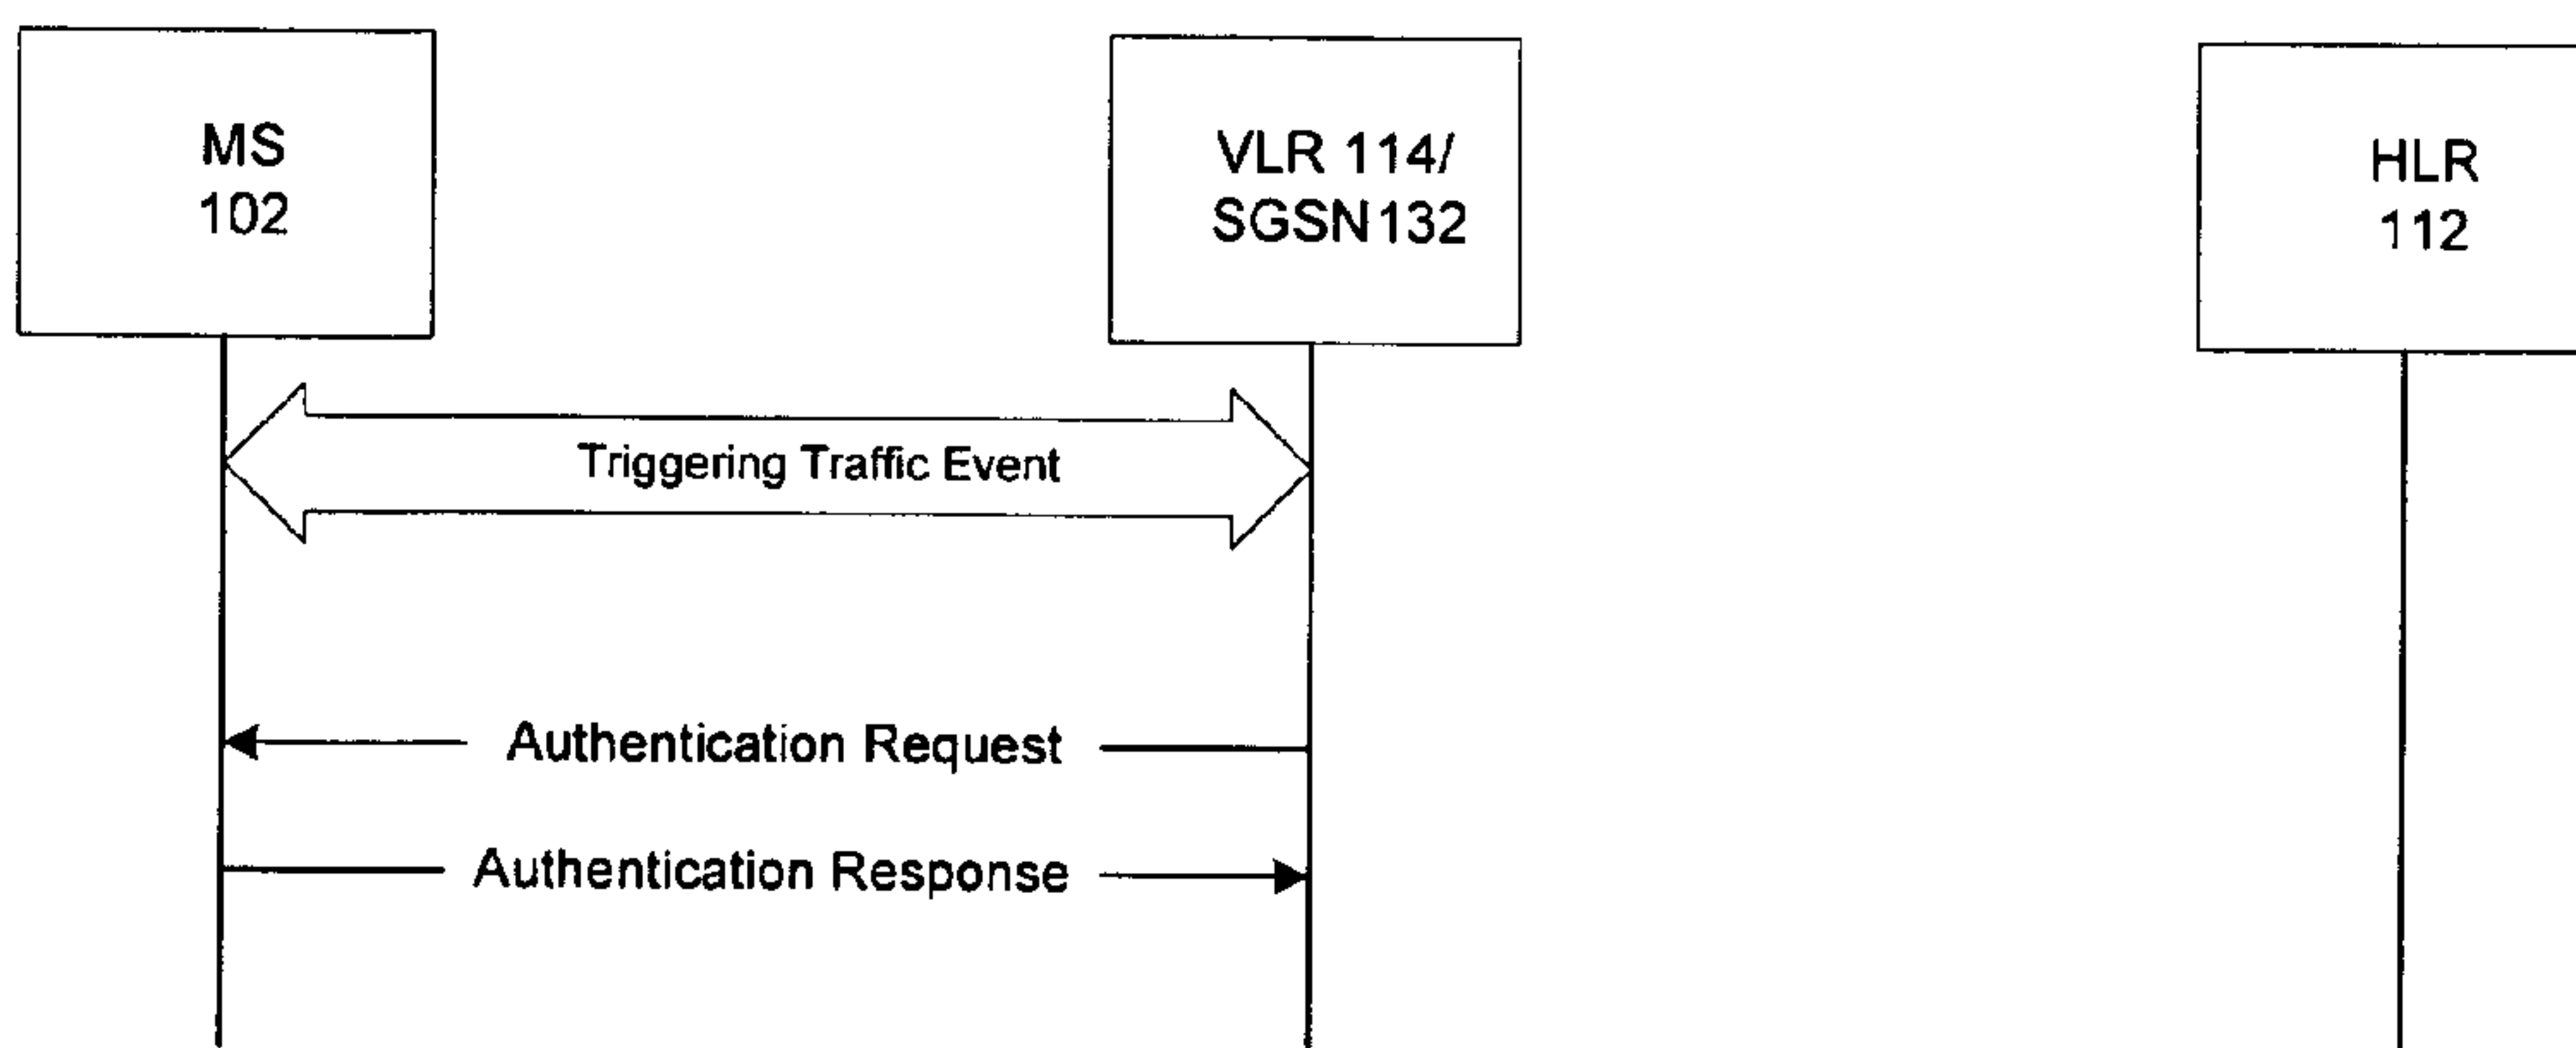 MS
102
VLR 114/
SGSN132
HLR
112
Triggering Traffic Event
Authentication Request
Authentication Response